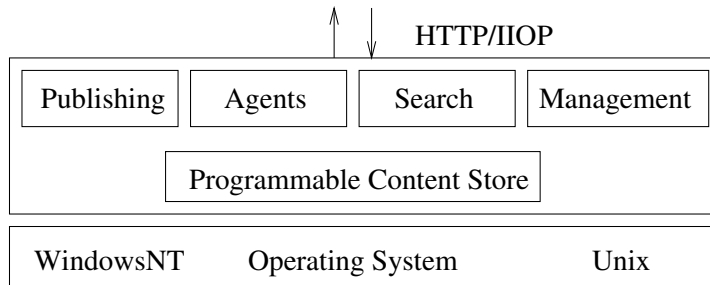 HTTP/IIOP
Publishing Agents Search Management
Programmable Content Store
WindowsNT Operating System Unix